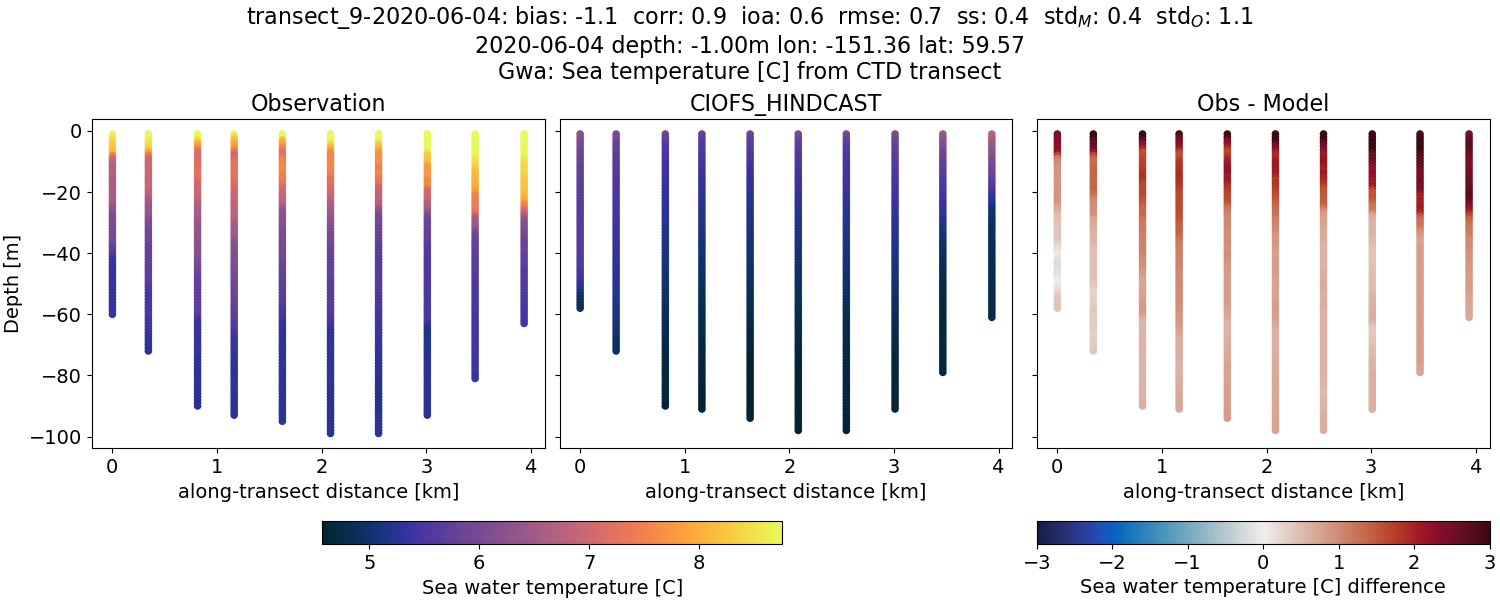 transect_9-2020-06-04: bias: -1.1  corr: 0.9  ioa: 0.6  rmse: 0.7  ss: 0.4  std_M: 0.4  std_O: 1.1
2020-06-04 depth: -1.00m lon: -151.36 lat: 59.57
Gwa: Sea temperature [C] from CTD transect
Observation
CIOFS_HINDCAST
Obs - Model
Depth [m]
0
−20
−40
−60
−80
−100
0 1 2 3 4
0 1 2 3 4
0 1 2 3 4
along-transect distance [km]
along-transect distance [km]
along-transect distance [km]
5 6 7 8
Sea water temperature [C]
−3 −2 −1 0 1 2 3
Sea water temperature [C] difference